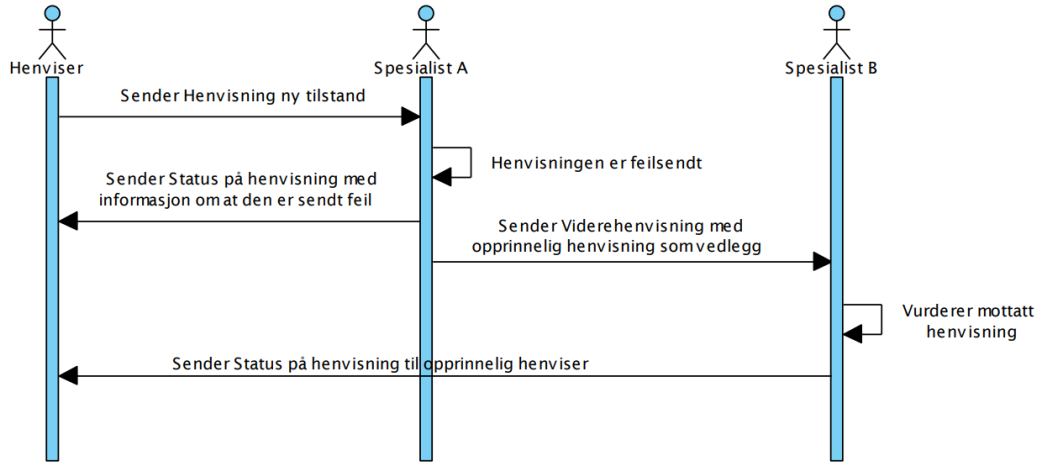 Henviser
Spesialist A
Spesialist B
Sender Henvisning ny tilstand
Henvisningen er feilsendt
Sender Status på henvisning med
informasjon om at den er sendt feil
Sender Viderehenvisning med
opprinnelig henvisning som vedlegg
Vurderer mottatt
henvisning
Sender Status på henvisning til opprinnelig henviser